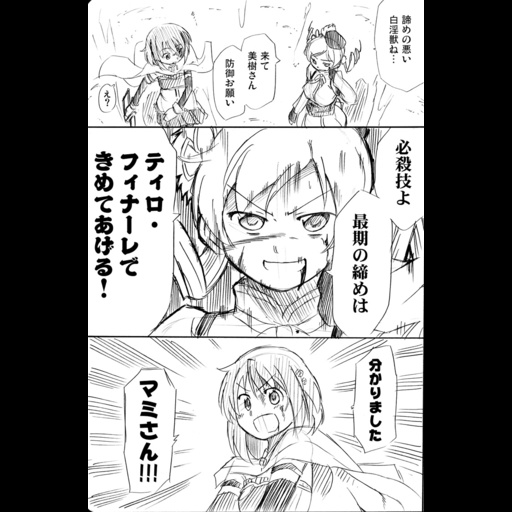 諦めの悪い
白淫獣ね…
来て
美樹さん
防御お願い
え?
必殺技よ
最期の締めは
ティロ・
フィナーレで
きめてあげる!
分かりました
マミさん!!!